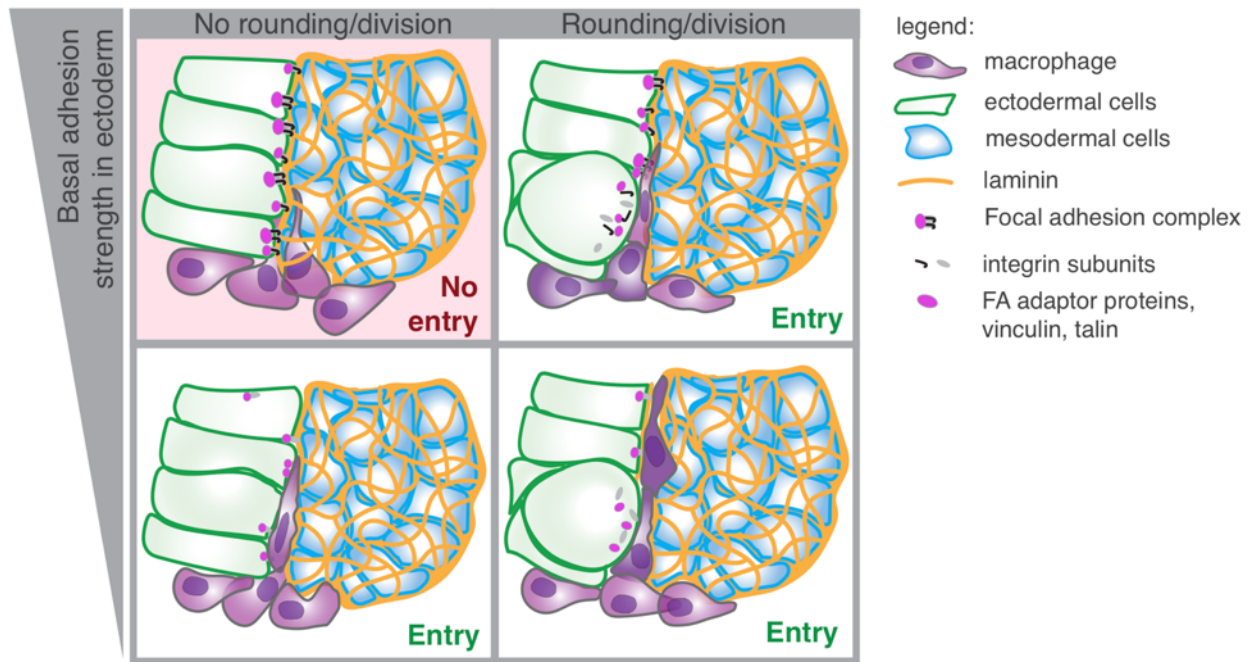 No rounding/division
Rounding/division
Basal adhesion
strength in ectoderm
No
entry
Entry
Entry
Entry
legend:
macrophage
ectodermal cells
mesodermal cells
laminin
Focal adhesion complex
integrin subunits
FA adaptor proteins,
vinculin, talin